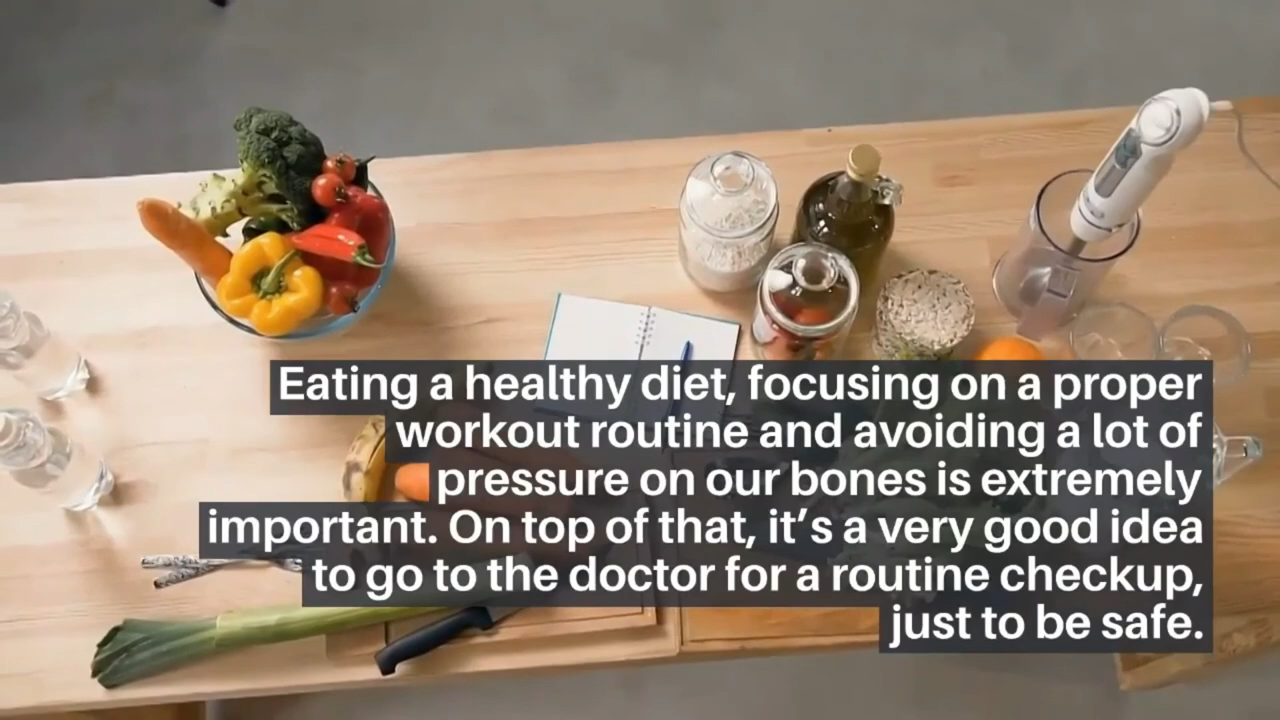 Eating a healthy diet, focusing on a proper
workout routine and avoiding a lot of
pressure on our bones is extremely
important. On top of that, it’s a very good idea
to go to the doctor for a routine checkup,
just to be safe.